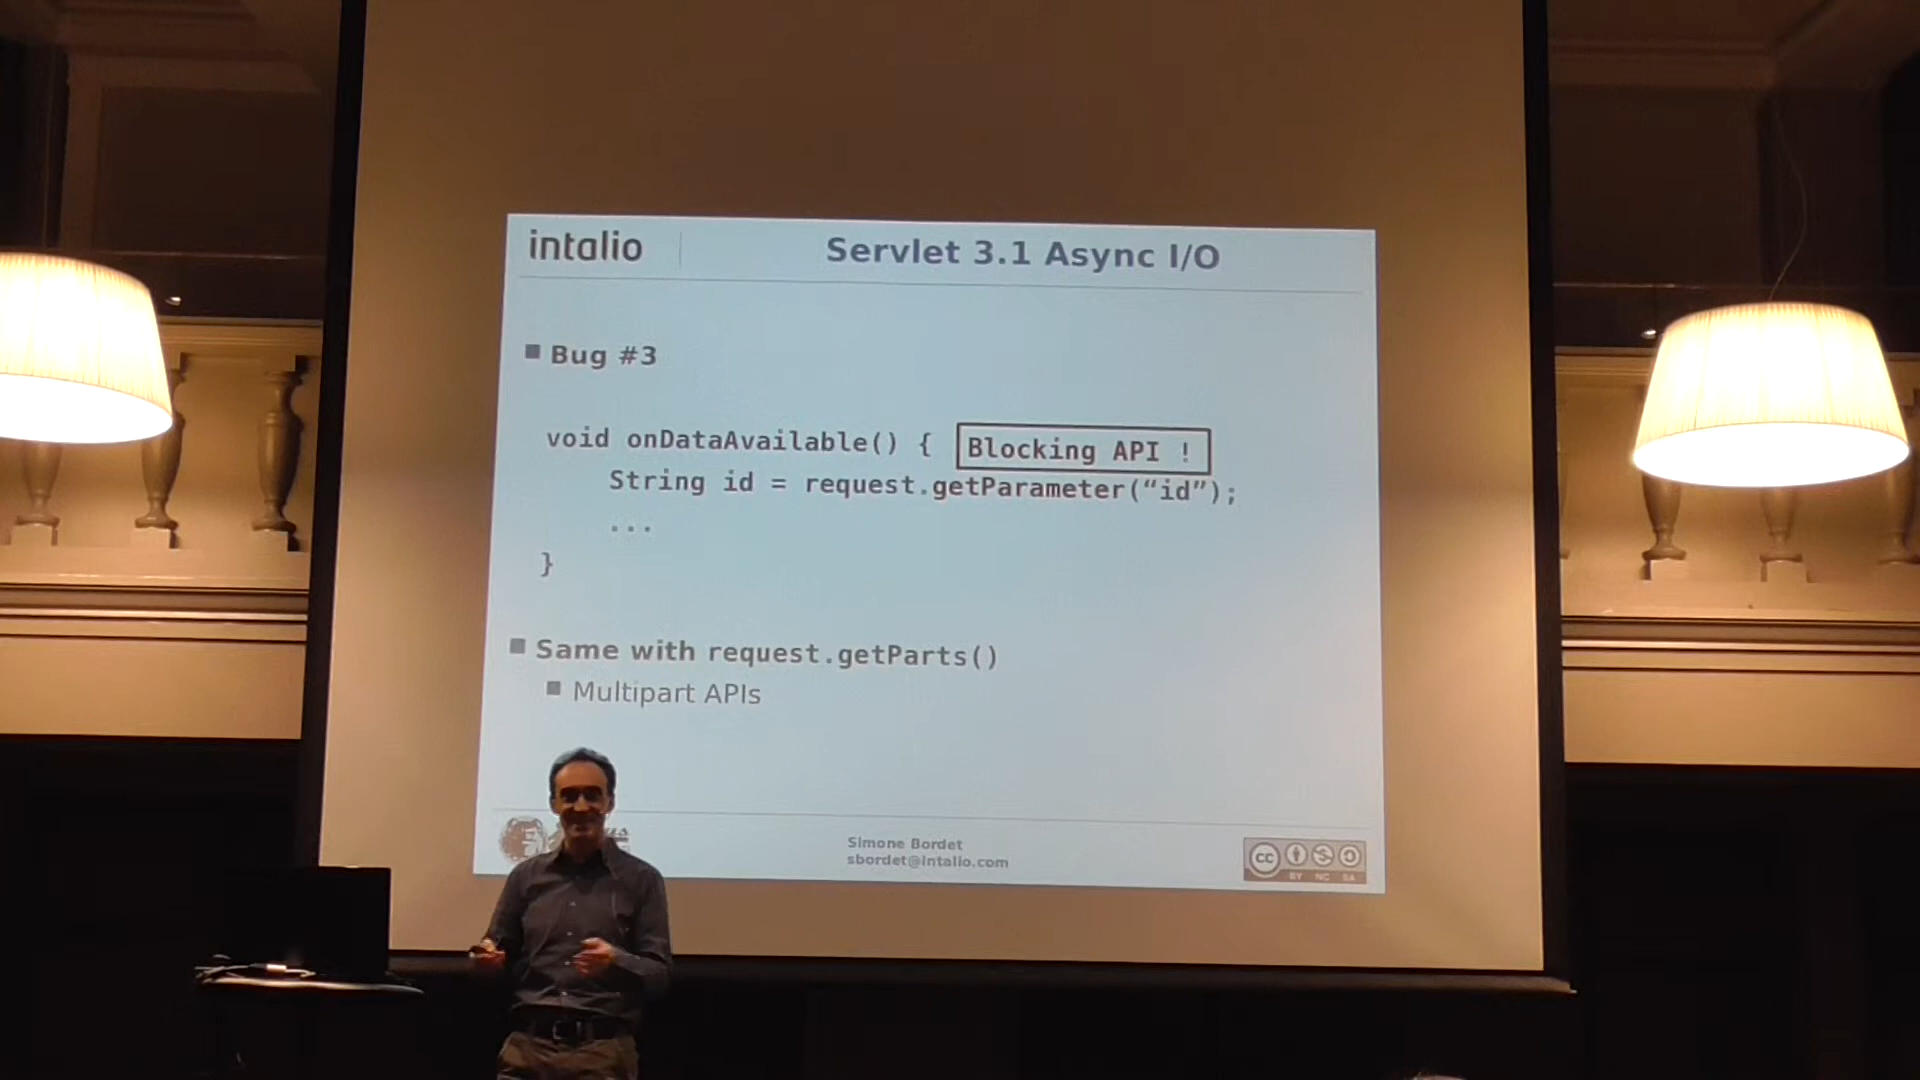 intalio
Servlet 3.1 Async I/O
Bug #3
void onDataAvailable() {
Blocking API !
String id = request.getParameter(“id”);
...
}
Same with request.getParts()
Multipart APIs
Simone Bordet
sbordet@intalio.com
cc
BY NC SA